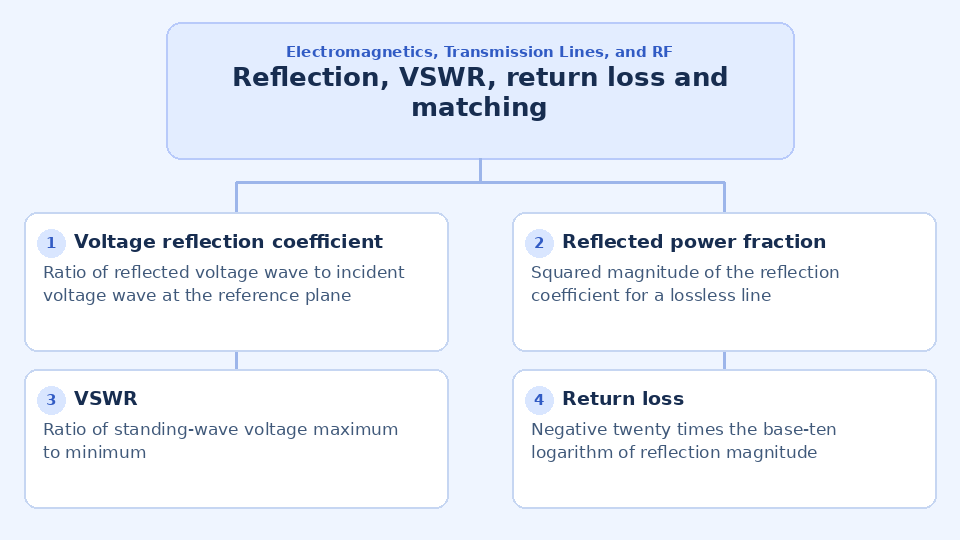 Electromagnetics, Transmission Lines, and RF
Reflection, VSWR, return loss and
matching
1 Voltage reflection coefficient
Ratio of reflected voltage wave to incident
voltage wave at the reference plane
2 Reflected power fraction
Squared magnitude of the reflection
coefficient for a lossless line
3 VSWR
Ratio of standing-wave voltage maximum
to minimum
4 Return loss
Negative twenty times the base-ten
logarithm of reflection magnitude